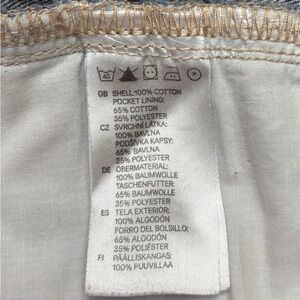 40 P
GB SHELL:100% COTTON
POCKET LINING:
65% COTTON
35% POLYESTER
CZ SVRCHNÍ LÁTKA:
100% BAVLNA
PODŠÍVKA KAPSY:
65% BAVLNA
35% POLYESTER
DE OBERMATERIAL:
100% BAUMWOLLE
TASCHENFUTTER:
65% BAUMWOLLE
35% POLYESTER
ES TELA EXTERIOR:
100% ALGODÓN
FORRO DEL BOLSILLO:
65% ALGODÓN
35% POLIÉSTER
FI PÄÄLLISKANGAS:
100% PUUVILLAA